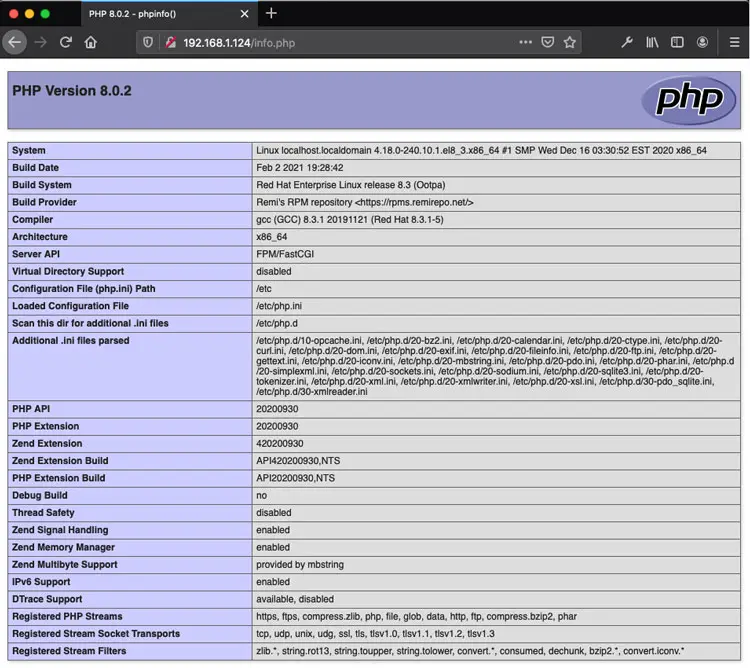 PHP 8.0.2 - phpinfo()
192.168.1.124/info.php
PHP Version 8.0.2
php
System Linux localhost.localdomain 4.18.0-240.10.1.el8_3.x86_64 #1 SMP Wed Dec 16 03:30:52 EST 2020 x86_64
Build Date Feb 2 2021 19:28:42
Build System Red Hat Enterprise Linux release 8.3 (Ootpa)
Build Provider Remi's RPM repository <https://rpms.remirepo.net/>
Compiler gcc (GCC) 8.3.1 20191121 (Red Hat 8.3.1-5)
Architecture x86_64
Server API FPM/FastCGI
Virtual Directory Support disabled
Configuration File (php.ini) Path /etc
Loaded Configuration File /etc/php.ini
Scan this dir for additional .ini files /etc/php.d
Additional .ini files parsed /etc/php.d/10-opcache.ini, /etc/php.d/20-bz2.ini, /etc/php.d/20-calendar.ini, /etc/php.d/20-ctype.ini, /etc/php.d/20-
curl.ini, /etc/php.d/20-dom.ini, /etc/php.d/20-exif.ini, /etc/php.d/20-fileinfo.ini, /etc/php.d/20-ftp.ini, /etc/php.d/20-
gettext.ini, /etc/php.d/20-iconv.ini, /etc/php.d/20-mbstring.ini, /etc/php.d/20-pdo.ini, /etc/php.d/20-phar.ini, /etc/php.d
/20-simplexml.ini, /etc/php.d/20-sockets.ini, /etc/php.d/20-sodium.ini, /etc/php.d/20-sqlite3.ini, /etc/php.d/20-
tokenizer.ini, /etc/php.d/20-xml.ini, /etc/php.d/20-xmlwriter.ini, /etc/php.d/20-xsl.ini, /etc/php.d/30-pdo_sqlite.ini,
/etc/php.d/30-xmlreader.ini
PHP API 20200930
PHP Extension 20200930
Zend Extension 420200930
Zend Extension Build API420200930,NTS
PHP Extension Build API20200930,NTS
Debug Build no
Thread Safety disabled
Zend Signal Handling enabled
Zend Memory Manager enabled
Zend Multibyte Support provided by mbstring
IPv6 Support enabled
DTrace Support available, disabled
Registered PHP Streams https, ftps, compress.zlib, php, file, glob, data, http, ftp, compress.bzip2, phar
Registered Stream Socket Transports tcp, udp, unix, udg, ssl, tls, tlsv1.0, tlsv1.1, tlsv1.2, tlsv1.3
Registered Stream Filters zlib.*, string.rot13, string.toupper, string.tolower, convert.*, consumed, dechunk, bzip2.*, convert.iconv.*